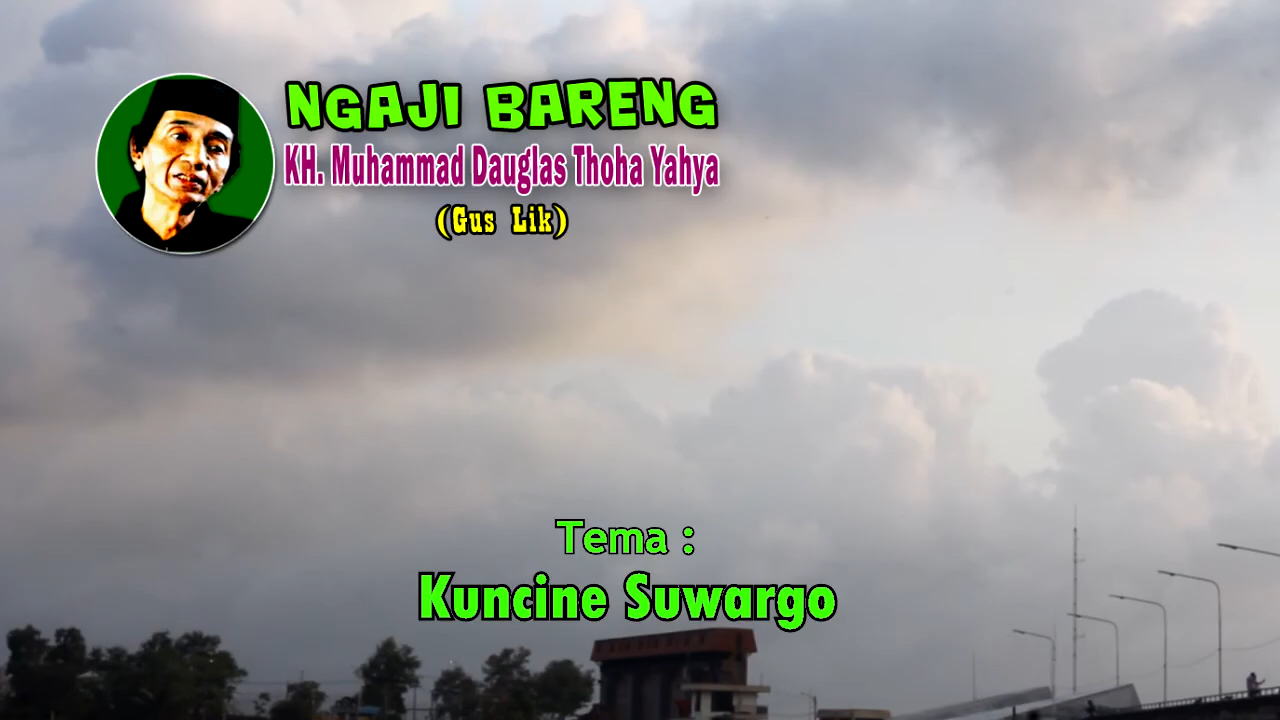 NGAJI BARENG
KH. Muhammad Dauglas Thoha Yahya
(Gus Lik)
Tema :
Kuncine Suwargo